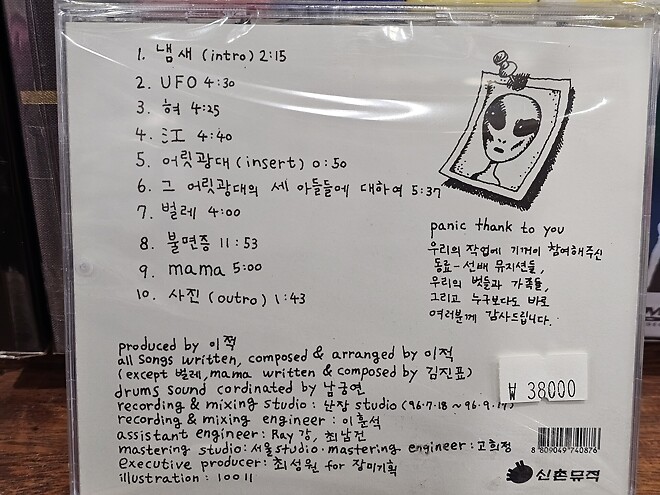 1. 냄새 (intro) 2:15
2. UFO 4:30
3. 혀 4:25
4. 江 4:40
5. 어릿광대 (insert) 0:50
6. 그 어릿광대의 세 아들들에 대하여 5:37
7. 벌레 4:00
8. 불면증 11:53
9. mama 5:00
10. 사진 (outro) 1:43
panic thank to you
우리의 작업에 기꺼이 참여해주신
동료-선배 뮤지션들,
우리의 벗들과 가족들,
그리고 누구보다도 바로
여러분께 감사드립니다.
produced by 이적
all songs written, composed & arranged by 이적
(except 벌레, mama written & composed by 김진표)
drums sound cordinated by 남궁연
recording & mixing studio : 난장 studio (96.7.18 ~ 96.9.17)
recording & mixing engineer : 이훈석
assistant engineer: Ray 강, 최남진
mastering studio: 서울 studio · mastering engineer : 고희정
executive producer: 최성원 for 장미기획
illustration : 10011
₩ 38000
8 809049 740876
신촌뮤직